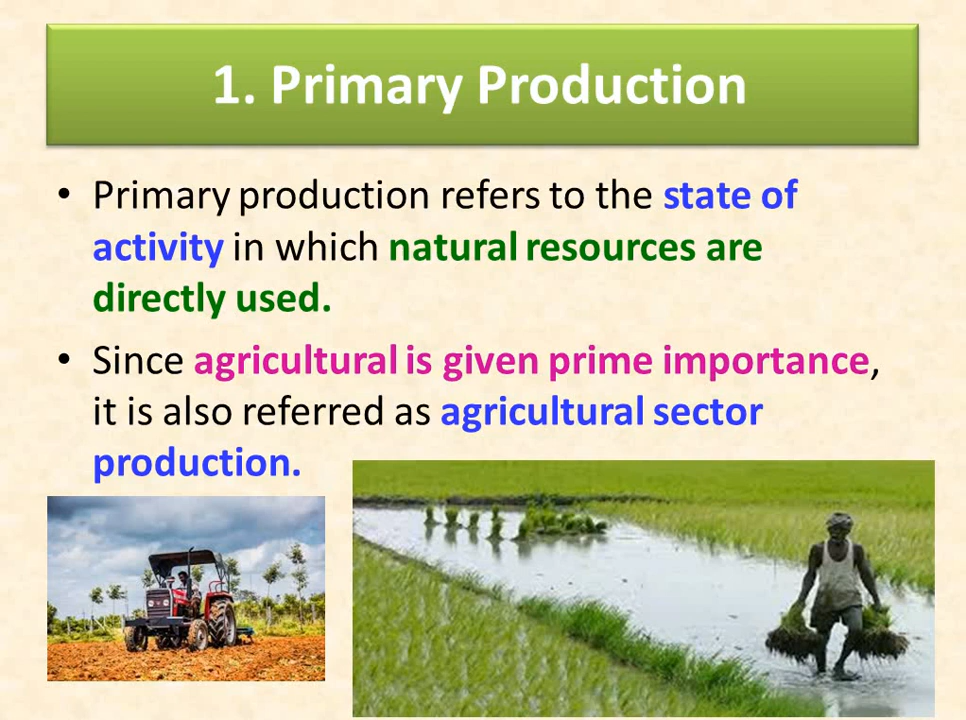 1. Primary Production
• Primary production refers to the state of
activity in which natural resources are
directly used.
• Since agricultural is given prime importance,
it is also referred as agricultural sector
production.